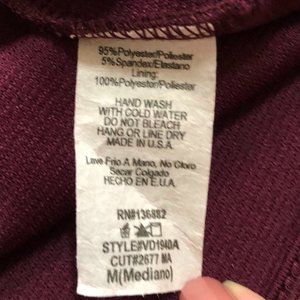 95%Polyester/Poliester
5%Spandex/Elastano
Lining:
100%Polyester/Poliester
HAND WASH
WITH COLD WATER
DO NOT BLEACH
HANG OR LINE DRY
MADE IN U.S.A.
Lave Frio A Mano, No Cloro
Secar Colgado
HECHO EN E.U.A.
RN#136882
STYLE#VD1940A
CUT#2677 MA
M(Mediano)